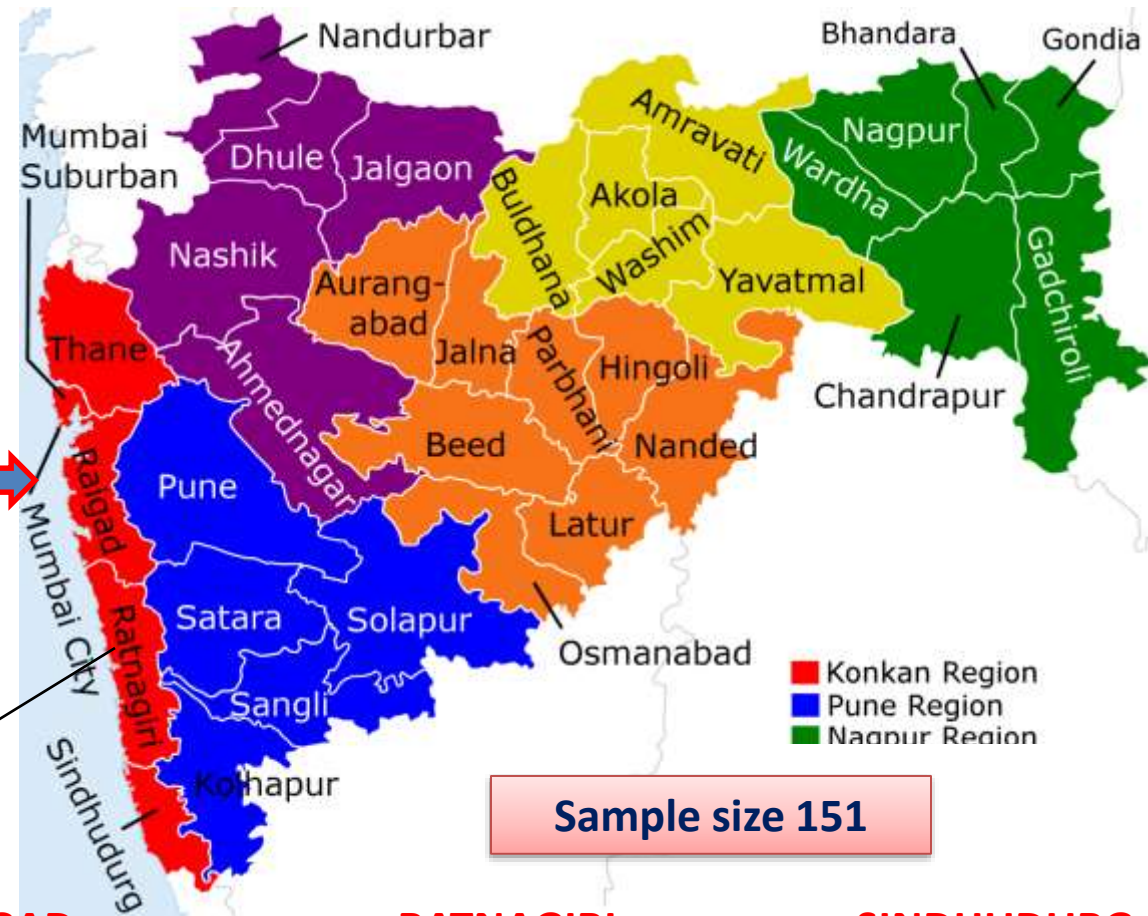 Nandurbar
Bhandara
Gondia
Mumbai
Suburban
Dhule
Jalgaon
Amravati
Nagpur
Wardha
Buldhana
Akola
Washim
Nashik
Yavatmal
Gadchiroli
Aurang-
abad
Thane
Jalna
Parbhani
Hingoli
Chandrapur
Ahmednagar
Beed
Nanded
Raigad
Pune
Latur
Mumbai City
Satara
Solapur
Osmanabad
Ratnagiri
Konkan Region
Sangli
Pune Region
Nagpur Region
Sindhudurg
Kolhapur
Sample size 151
RATNAGIRI
SINDHUDURG